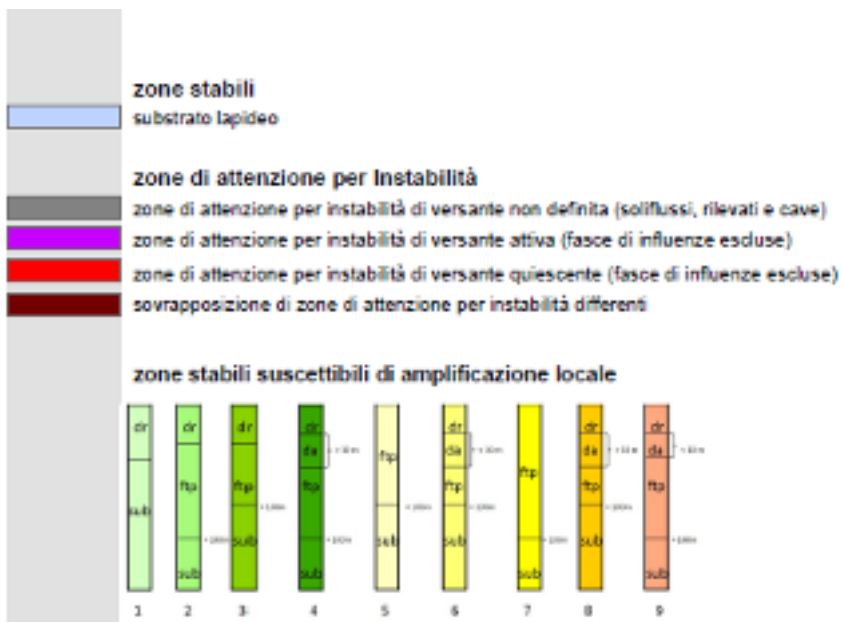 zone stabili
substrato lapideo
zone di attenzione per Instabilità
zone di attenzione per instabilità di versante non definita (soliflussi, rilevati e cave)
zone di attenzione per instabilità di versante attiva (fasce di influenze escluse)
zone di attenzione per instabilità di versante quiescente (fasce di influenze escluse)
sovrapposizione di zone di attenzione per instabilità differenti
zone stabili suscettibili di amplificazione locale
dr dr dr dr dr dr dr
da da da da
ftp ftp ftp ftp ftp ftp ftp ftp
sub sub sub sub sub sub sub sub sub
1 2 3 4 5 6 7 8 9